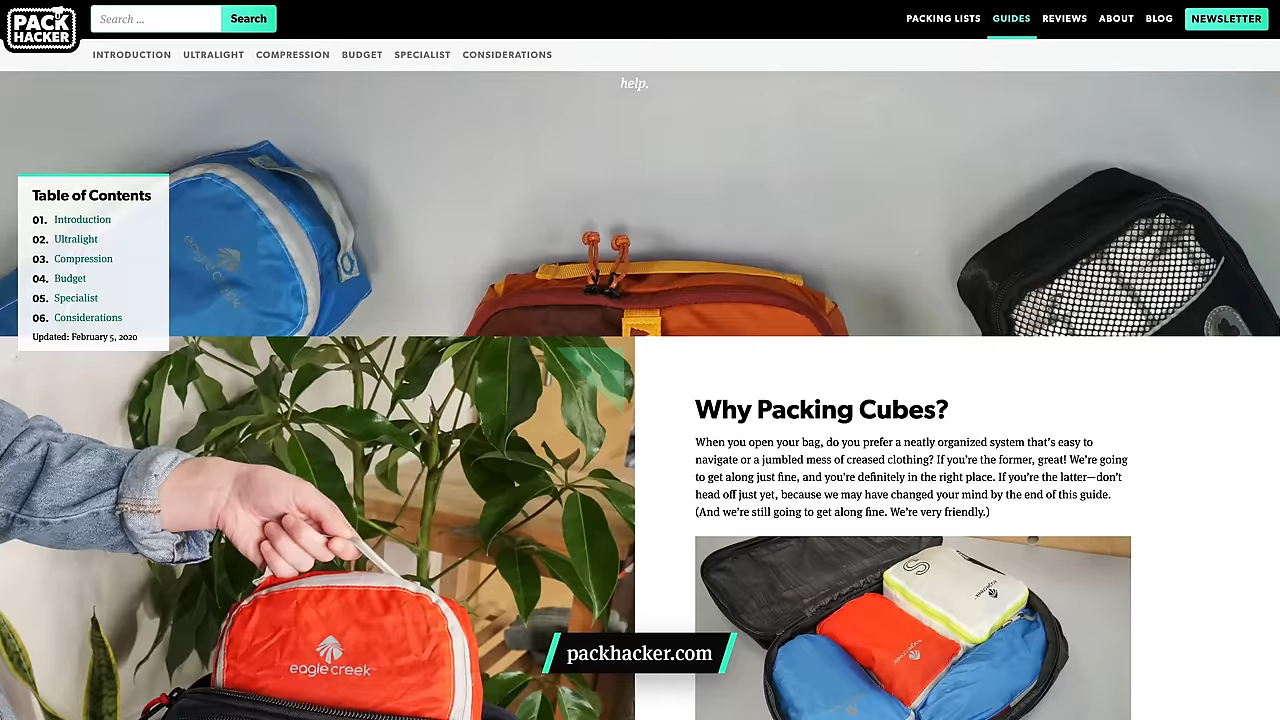 PACK
HACKER
Search ...
Search
PACKING LISTS
GUIDES
REVIEWS
ABOUT
BLOG
NEWSLETTER
INTRODUCTION
ULTRALIGHT
COMPRESSION
BUDGET
SPECIALIST
CONSIDERATIONS
help.
Table of Contents
01. Introduction
02. Ultralight
03. Compression
04. Budget
05. Specialist
06. Considerations
Updated: February 5, 2020
eagle creek
Why Packing Cubes?
When you open your bag, do you prefer a neatly organized system that's easy to
navigate or a jumbled mess of creased clothing? If you're the former, great! We're going
to get along just fine, and you're definitely in the right place. If you're the latter—don't
head off just yet, because we may have changed your mind by the end of this guide.
(And we're still going to get along fine. We're very friendly.)
eagle creek
packhacker.com